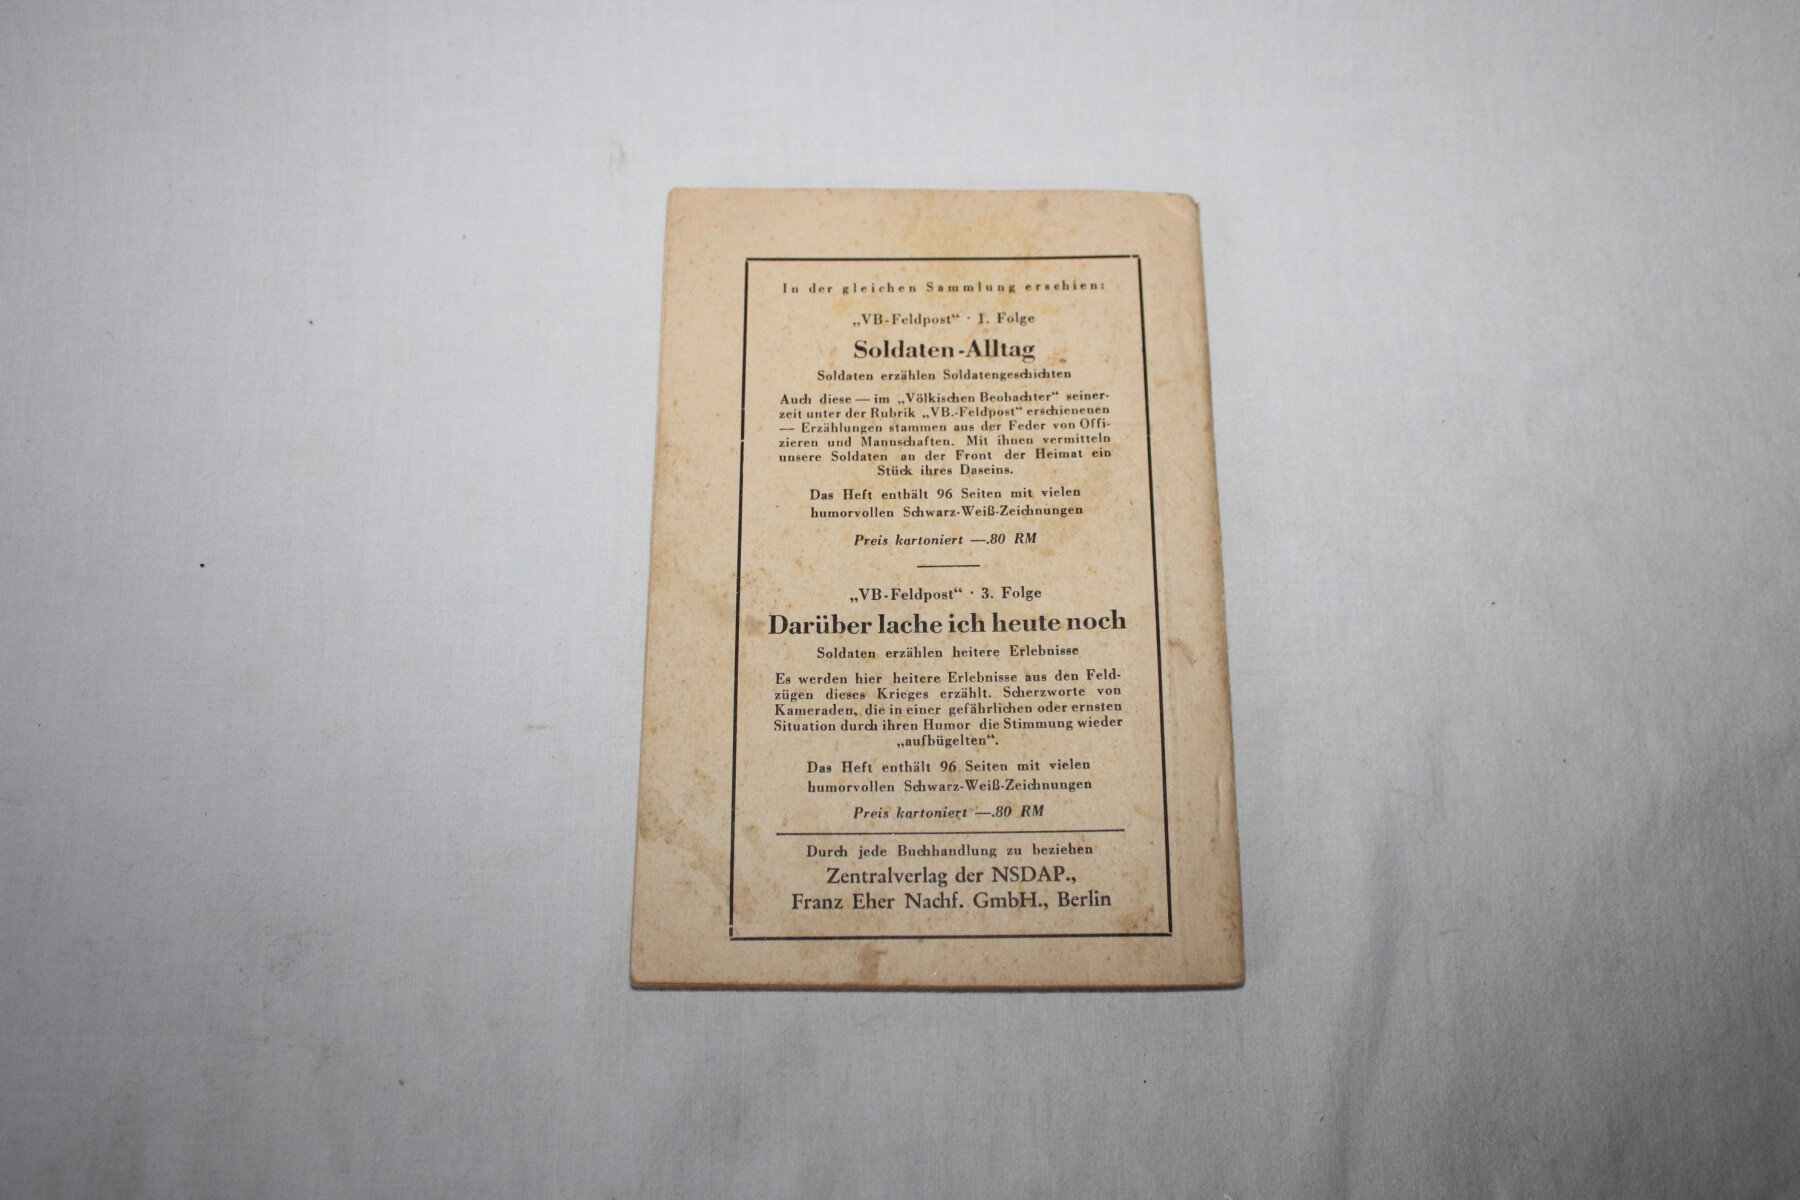 In der gleichen Sammlung erschien:
„VB-Feldpost“ · 1. Folge
Soldaten-Alltag
Soldaten erzählen Soldatengeschichten
Auch diese — im „Völkischen Beobachter“ seiner-
zeit unter der Rubrik „VB.-Feldpost“ erschienenen
— Erzählungen stammen aus der Feder von Offi-
zieren und Mannschaften. Mit ihnen vermitteln
unsere Soldaten an der Front der Heimat ein
Stück ihres Daseins.
Das Heft enthält 96 Seiten mit vielen
humorvollen Schwarz-Weiß-Zeichnungen
Preis kartoniert —.80 RM
„VB-Feldpost“ · 3. Folge
Darüber lache ich heute noch
Soldaten erzählen heitere Erlebnisse
Es werden hier heitere Erlebnisse aus den Feld-
zügen dieses Krieges erzählt. Scherzworte von
Kameraden, die in einer gefährlichen oder ernsten
Situation durch ihren Humor die Stimmung wieder
„aufbügelten“.
Das Heft enthält 96 Seiten mit vielen
humorvollen Schwarz-Weiß-Zeichnungen
Preis kartoniert —.80 RM
Durch jede Buchhandlung zu beziehen
Zentralverlag der NSDAP.,
Franz Eher Nachf. GmbH., Berlin